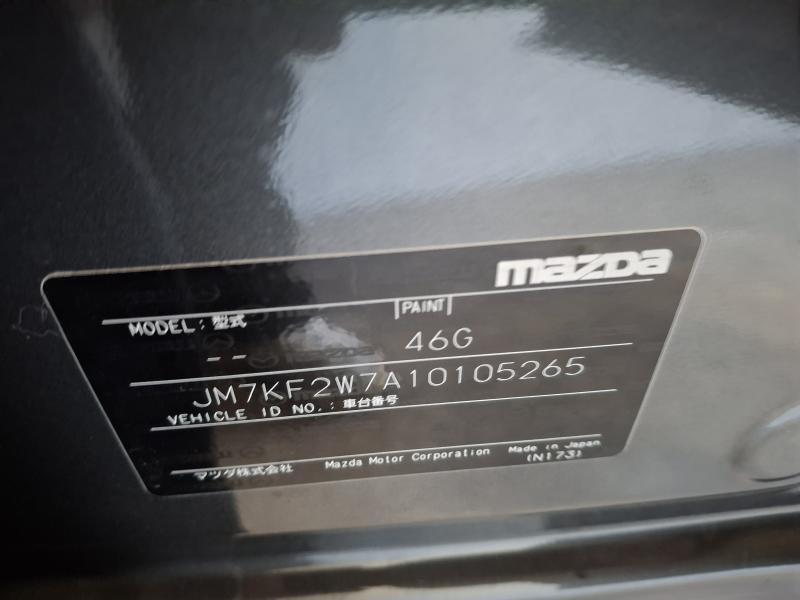 mazda
PAINT
MODEL: 型式
-- 46G
JM7KF2W7A10105265
VEHICLE ID NO.: 車台番号
マツダ株式会社 Mazda Motor Corporation Made in Japan
(N173)